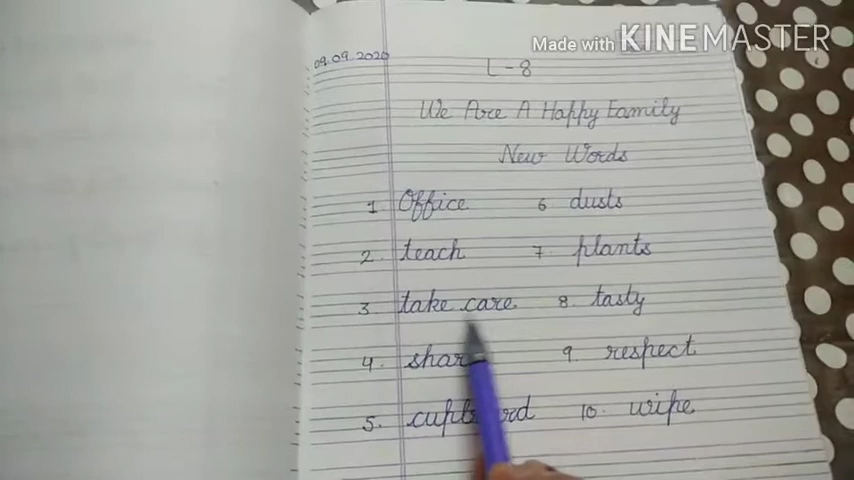 Made with KINEMASTER
09.09.2020
L-8
We Are A Happy Family
New Words
1. Office 6 dusts
2. teach 7. plants
3. take care 8. tasty
4. 9. respect
5. 10. wipe